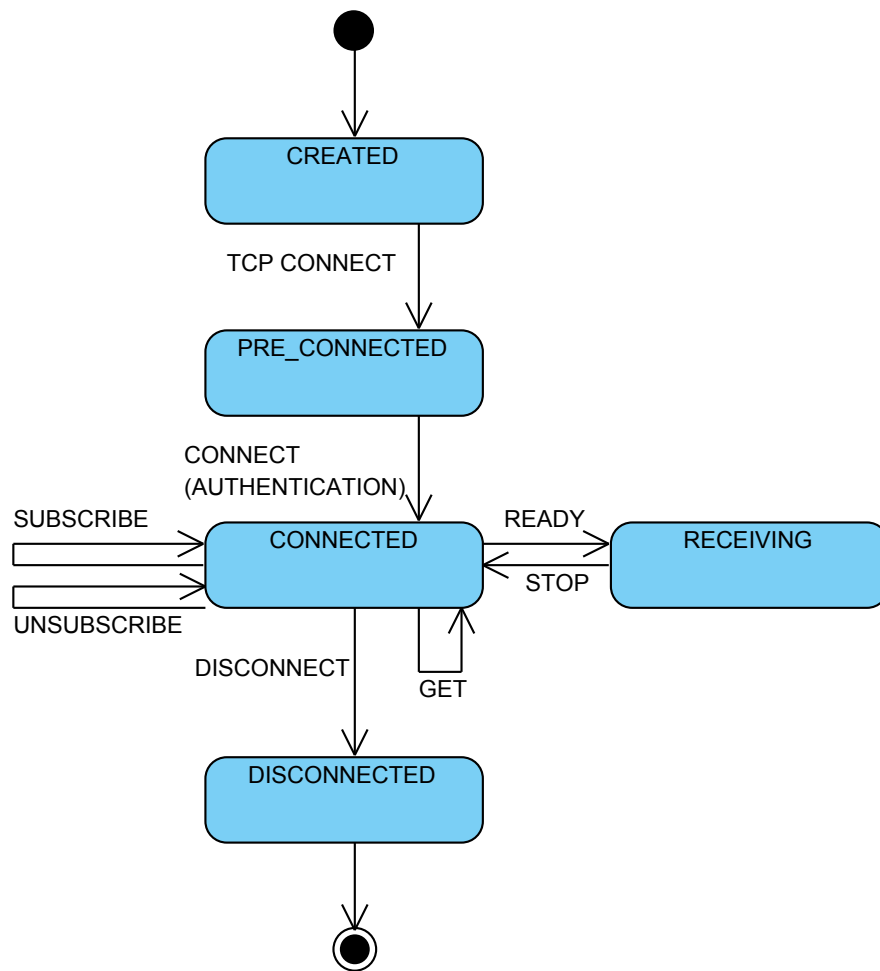 CREATED
TCP CONNECT
PRE_CONNECTED
CONNECT
(AUTHENTICATION)
SUBSCRIBE
CONNECTED
READY
RECEIVING
STOP
UNSUBSCRIBE
DISCONNECT
GET
DISCONNECTED